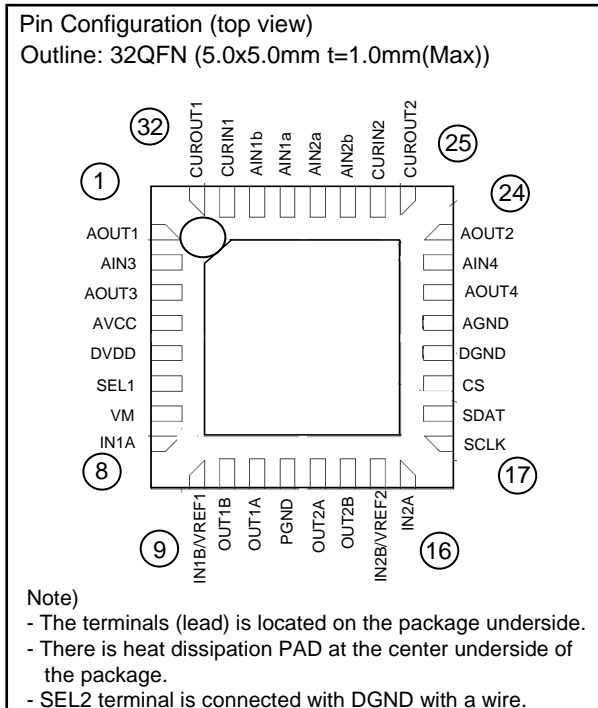 Pin Configuration (top view)
Outline: 32QFN (5.0x5.0mm t=1.0mm(Max))
32
CUROUT1
CURIN1
AIN1b
AIN1a
AIN2a
AIN2b
CURIN2
CUROUT2
25
1
24
AOUT1
AIN3
AOUT3
AVCC
DVDD
SEL1
VM
IN1A
AOUT2
AIN4
AOUT4
AGND
DGND
CS
SDAT
SCLK
8
17
9
IN1B/VREF1
OUT1B
OUT1A
PGND
OUT2A
OUT2B
IN2B/VREF2
IN2A
16
Note)
- The terminals (lead) is located on the package underside.
- There is heat dissipation PAD at the center underside of
the package.
- SEL2 terminal is connected with DGND with a wire.